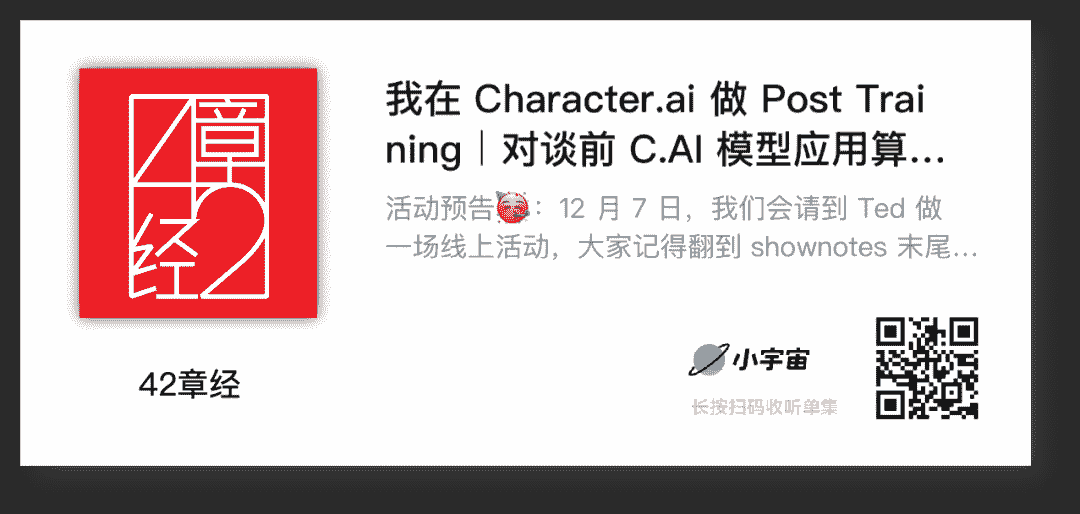 42章经
我在 Character.ai 做 Post Trai
ning｜对谈前 C.AI 模型应用算...
活动预告：12 月 7 日，我们会请到 Ted 做
一场线上活动，大家记得翻到 shownotes 末尾...
42章经
小宇宙
长按扫码收听单集